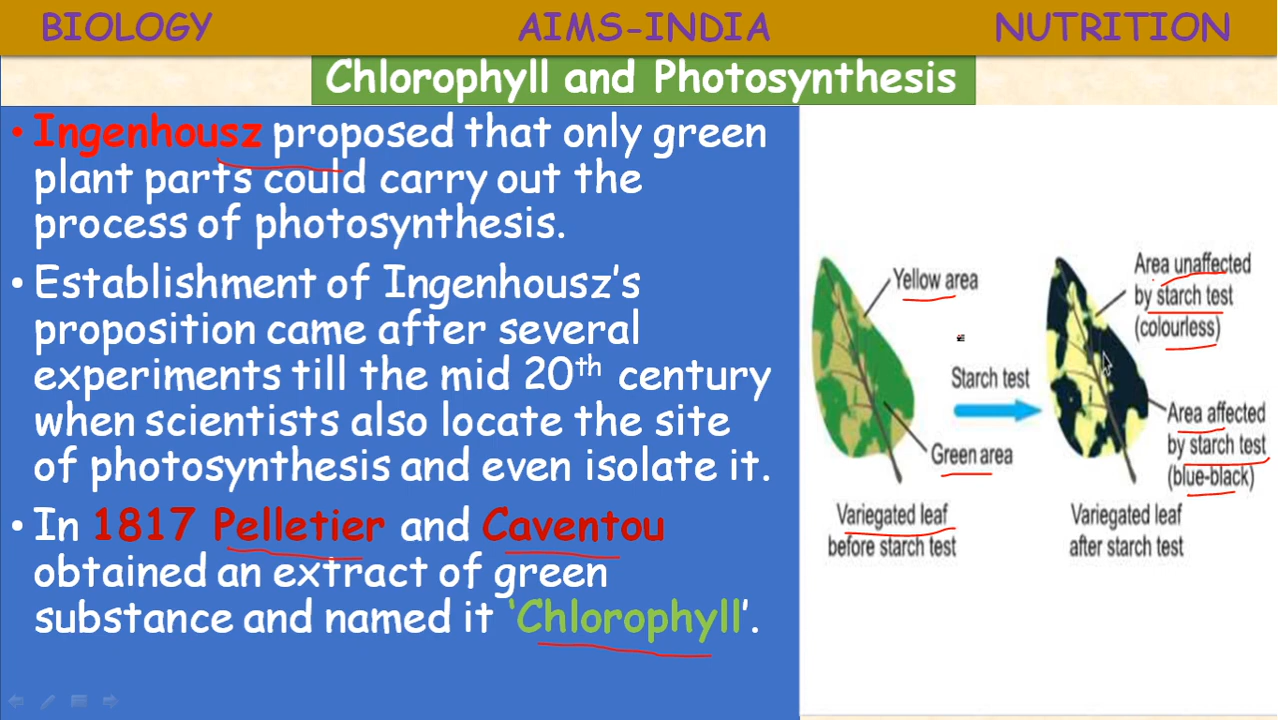 BIOLOGY AIMS-INDIA NUTRITION
Chlorophyll and Photosynthesis
• Ingenhousz proposed that only green
plant parts could carry out the
process of photosynthesis.
• Establishment of Ingenhousz's
proposition came after several
experiments till the mid 20th century
when scientists also locate the site
of photosynthesis and even isolate it.
• In 1817 Pelletier and Caventou
obtained an extract of green
substance and named it 'Chlorophyll'.
Yellow area
Green area
Variegated leaf
before starch test
Starch test
Area unaffected
by starch test
(colourless)
Area affected
by starch test
(blue-black)
Variegated leaf
after starch test